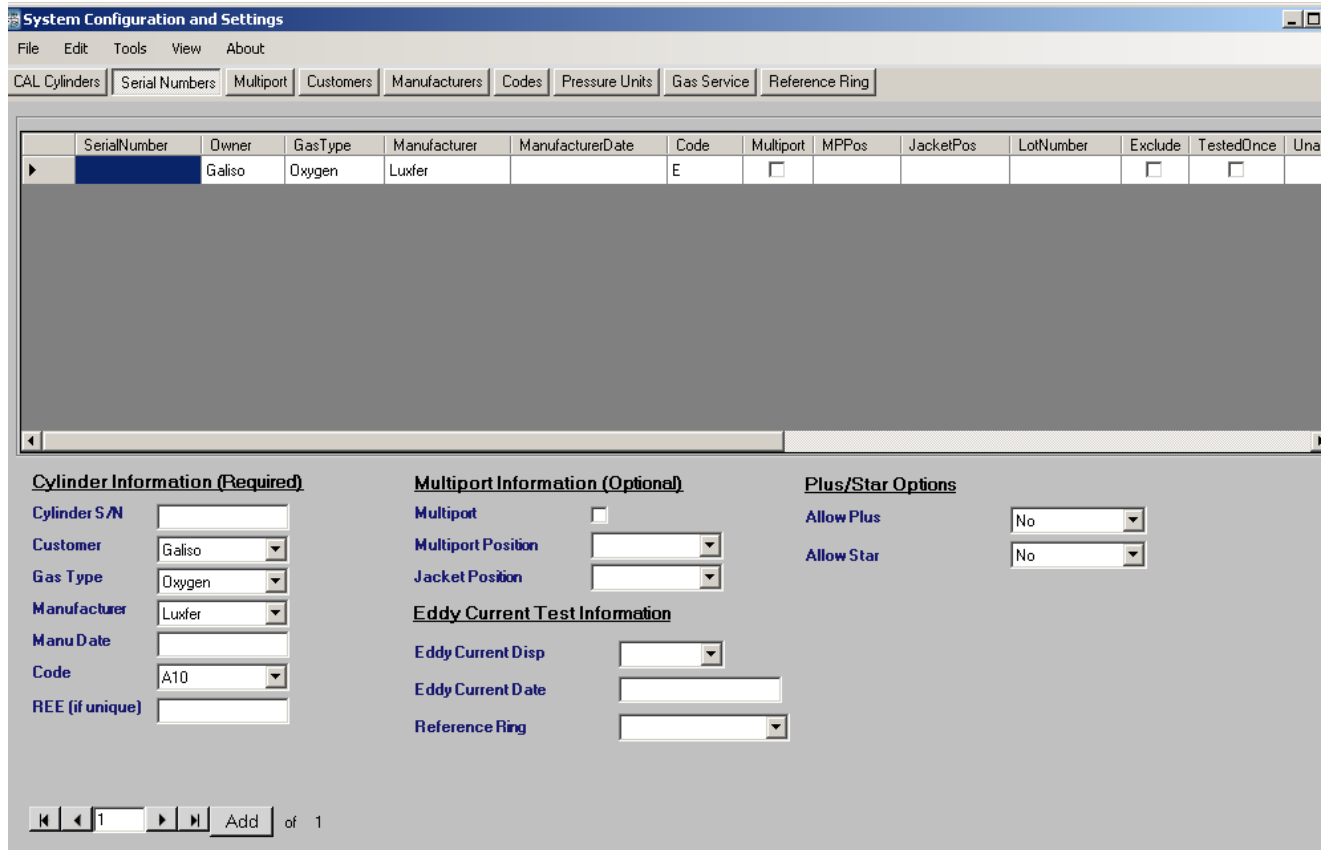 System Configuration and Settings
File Edit Tools View About
CAL Cylinders Serial Numbers Multiport Customers Manufacturers Codes Pressure Units Gas Service Reference Ring
SerialNumber Owner GasType Manufacturer ManufacturerDate Code Multiport MPPos JacketPos LotNumber Exclude TestedOnce Una
Galiso Oxygen Luxfer E
Cylinder Information (Required) Multiport Information (Optional) Plus/Star Options
Cylinder S/N Multiport Allow Plus No
Customer Galiso Multiport Position Allow Star No
Gas Type Oxygen Jacket Position
Manufacturer Luxfer Eddy Current Test Information
Manu Date Eddy Current Disp
Code A10 Eddy Current Date
REE (if unique) Reference Ring
1 Add of 1